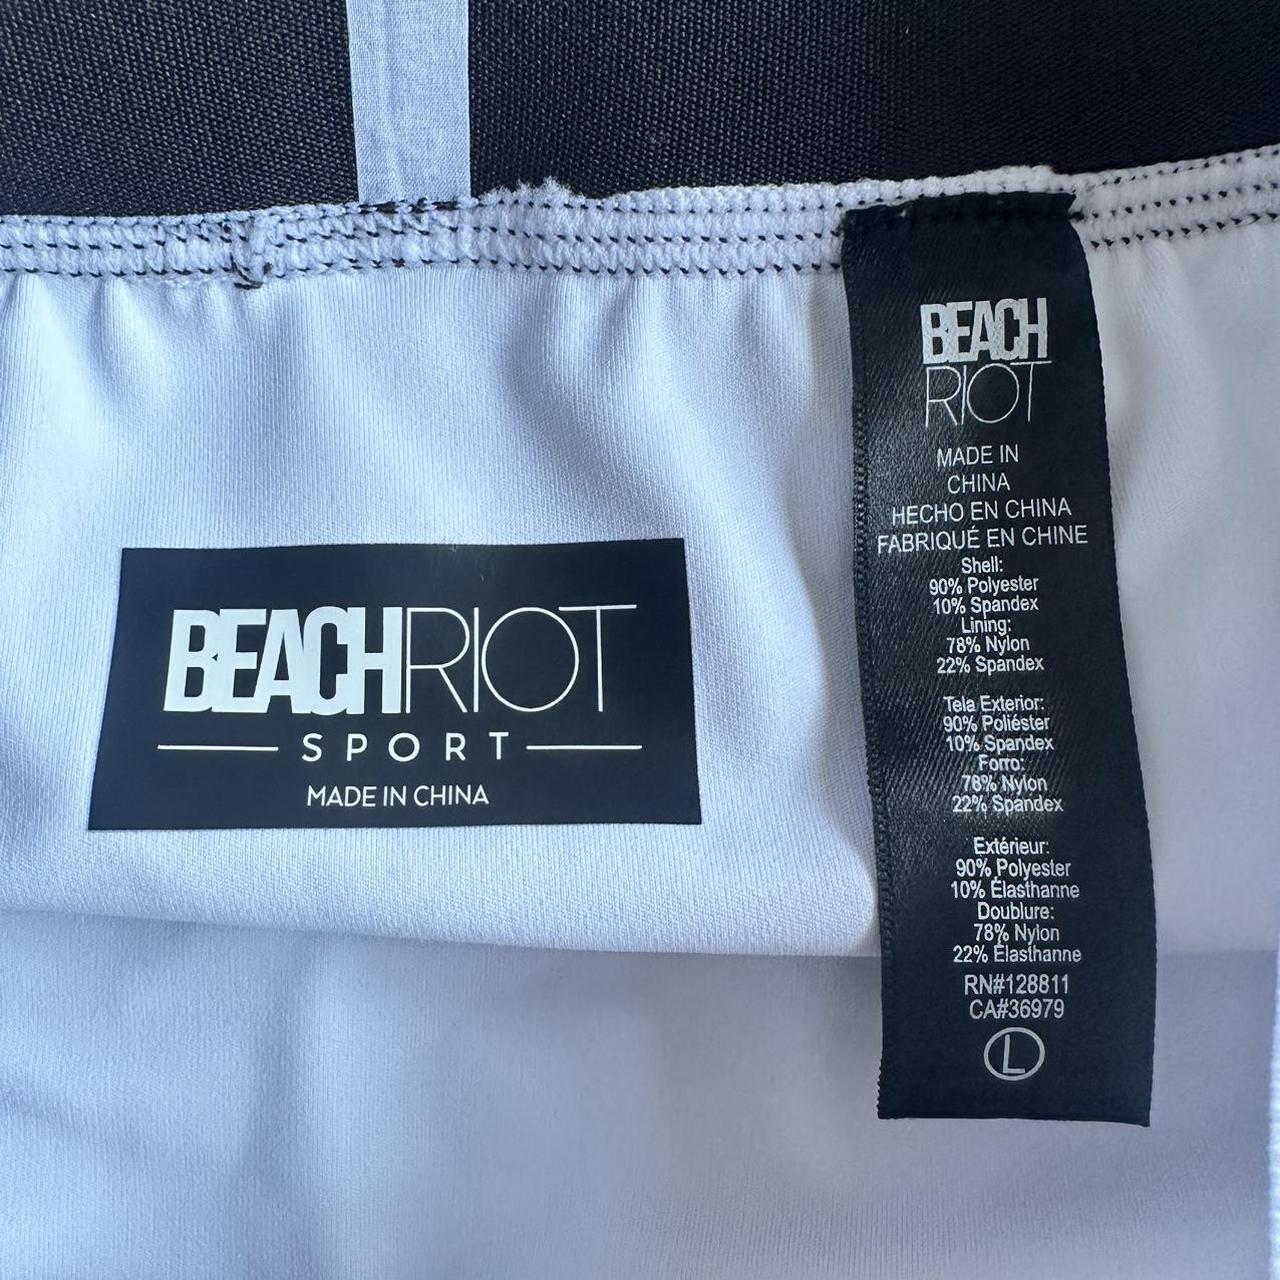 BEACHRIOT
SPORT
MADE IN CHINA
BEACH
RIOT
MADE IN
CHINA
HECHO EN CHINA
FABRIQUÉ EN CHINE
Shell:
90% Polyester
10% Spandex
Lining:
78% Nylon
22% Spandex
Tela Exterior:
90% Poliéster
10% Spandex
Forro:
78% Nylon
22% Spandex
Extérieur:
90% Polyester
10% Élasthanne
Doublure:
78% Nylon
22% Élasthanne
RN#128811
CA#36979
L